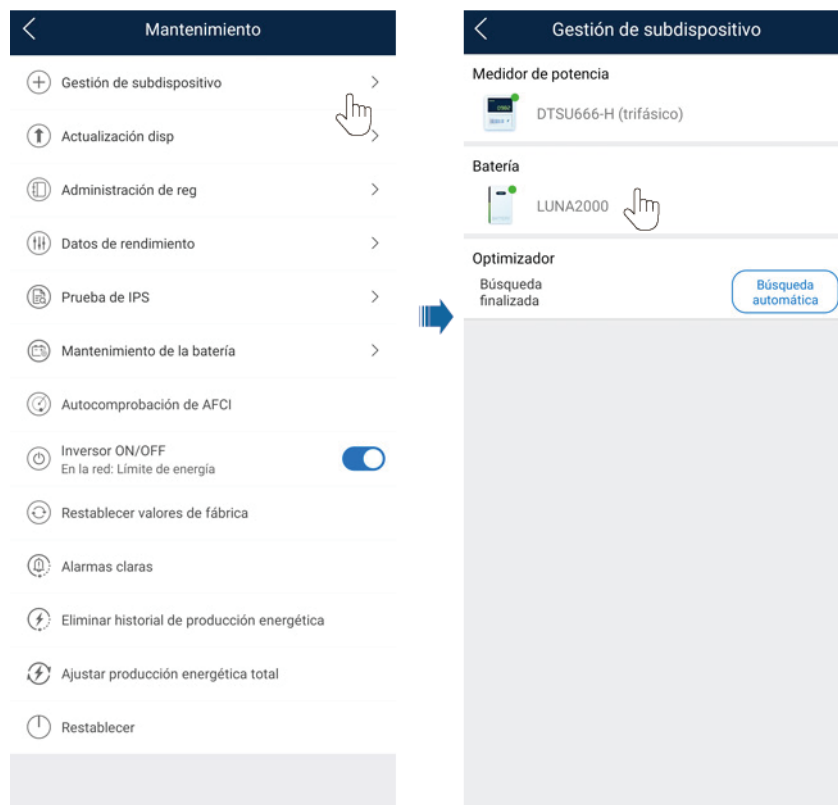 Mantenimiento
Gestión de subdispositivo
Actualización disp
Administración de reg
Datos de rendimiento
Prueba de IPS
Mantenimiento de la batería
Autocomprobación de AFCI
Inversor ON/OFF
En la red: Límite de energía
Restablecer valores de fábrica
Alarmas claras
Eliminar historial de producción energética
Ajustar producción energética total
Restablecer
Gestión de subdispositivo
Medidor de potencia
DTSU666-H (trifásico)
Batería
LUNA2000
Optimizador
Búsqueda
finalizada
Búsqueda
automática